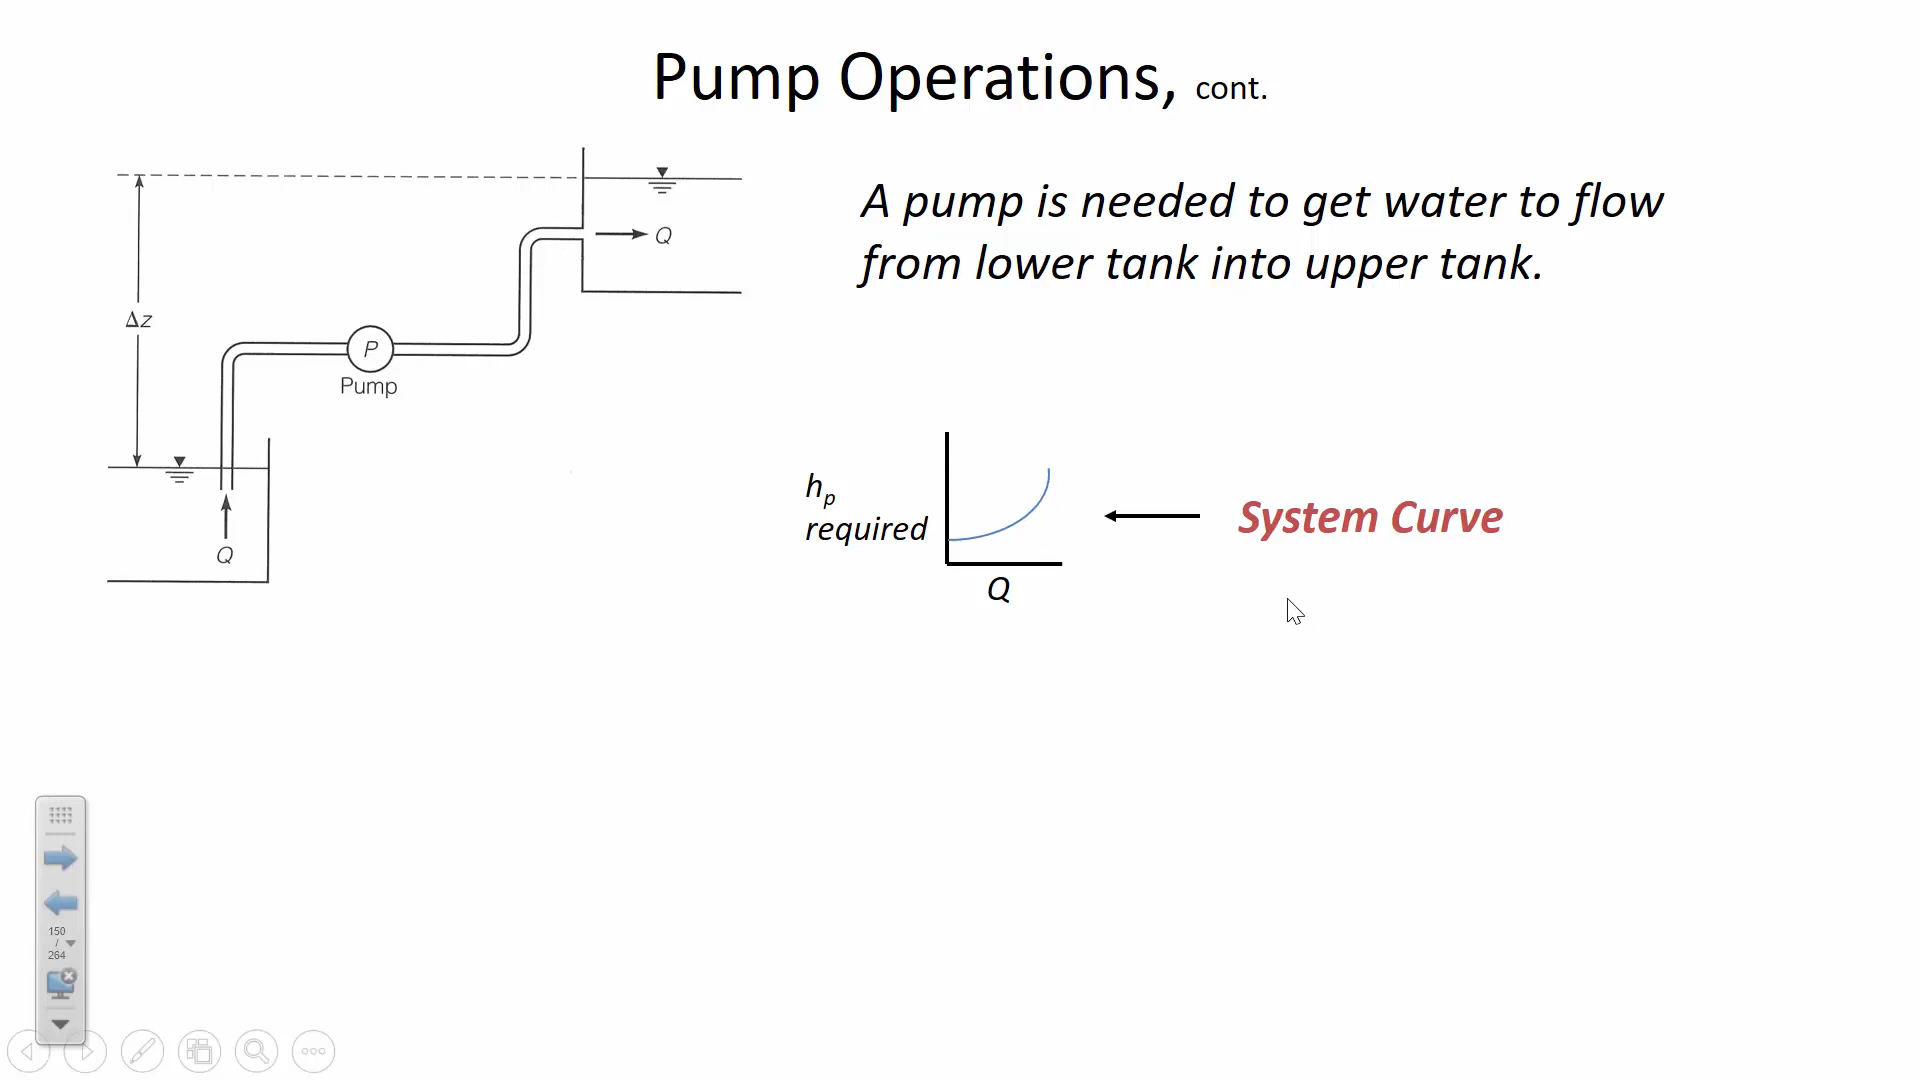 Pump Operations, cont.
A pump is needed to get water to flow
from lower tank into upper tank.
Q
Δz
P
Pump
Q
hp
required
Q
System Curve
150
/
264